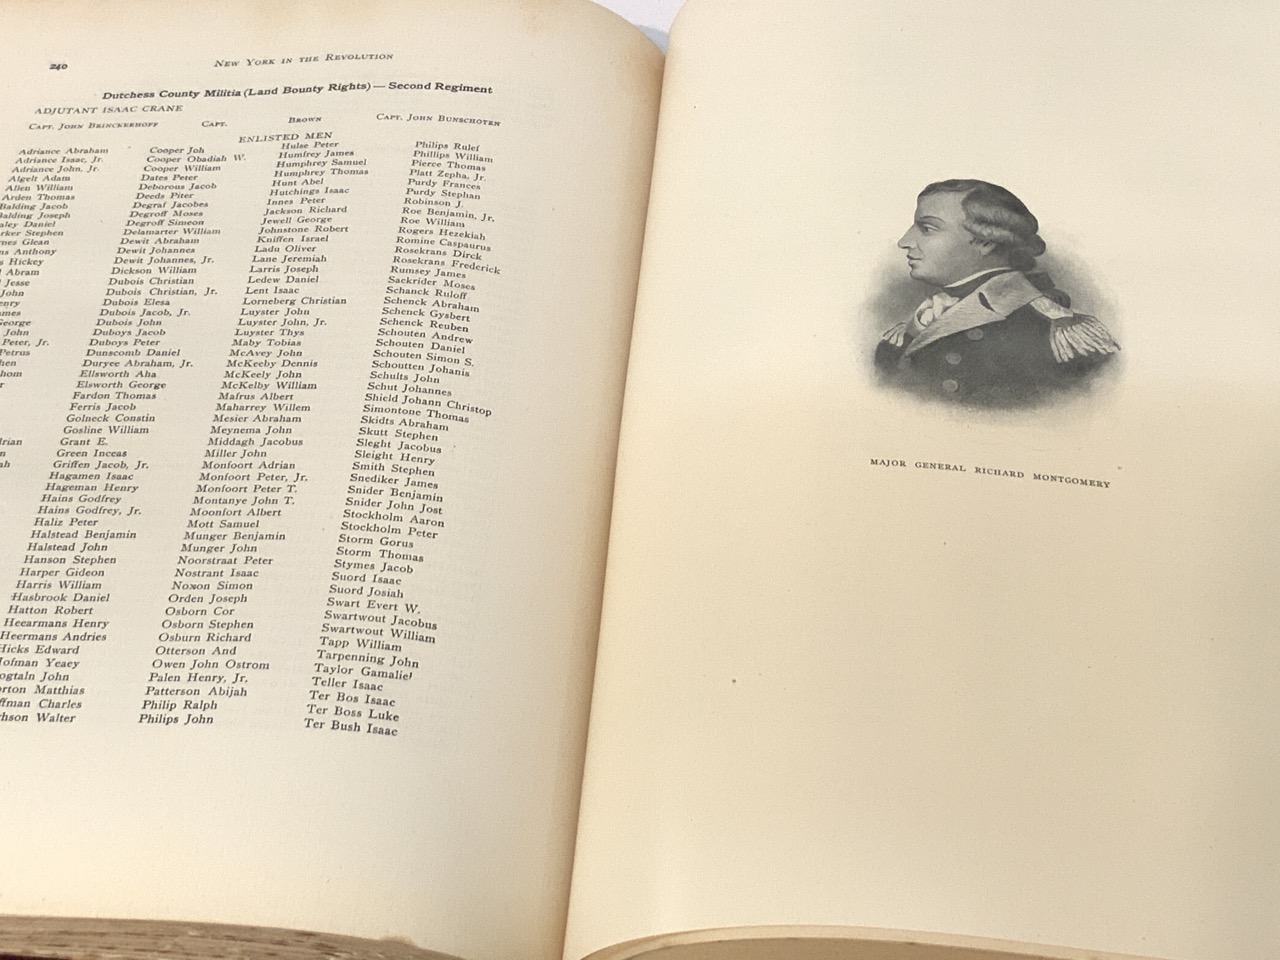 240
NEW YORK IN THE REVOLUTION
Dutchess County Militia (Land Bounty Rights) — Second Regiment
ADJUTANT ISAAC CRANE
CAPT. JOHN BRINCKERHOFF
CAPT. BROWN
CAPT. JOHN BUNSCHOTEN
ENLISTED MEN
Adriance Abraham
Adriance Isaac, Jr.
Adriance John, Jr.
Algelt Adam
Allen William
Arden Thomas
Balding Jacob
Balding Joseph
Daniel
Stephen
Glean
Anthony
Hickey
Abram
Jesse
John
John
Peter, Jr.
Petrus
Cooper Joh
Cooper Obadiah W.
Cooper William
Dates Peter
Deborous Jacob
Deeds Piter
Degraf Jacobes
Degroff Moses
Degroff Simeon
Delamarter William
Dewit Abraham
Dewit Johannes
Dewit Johannes, Jr.
Dickson William
Dubois Christian
Dubois Christian, Jr.
Dubois Elesa
Dubois Jacob, Jr.
Dubois John
Duboys Jacob
Duboys Peter
Dunscomb Daniel
Duryee Abraham, Jr.
Ellsworth Aha
Elsworth George
Fardon Thomas
Ferris Jacob
Golneck Constin
Gosline William
Grant E.
Green Inceas
Griffen Jacob, Jr.
Hagamen Isaac
Hageman Henry
Hains Godfrey
Hains Godfrey, Jr.
Haliz Peter
Halstead Benjamin
Halstead John
Hanson Stephen
Harper Gideon
Harris William
Hasbrook Daniel
Hatton Robert
Heearmans Henry
Heermans Andries
Hicks Edward
Hofman Yeaey
John
Matthias
Charles
Walter
Hulse Peter
Humfrey James
Humphrey Samuel
Humphrey Thomas
Hunt Abel
Hutchings Isaac
Innes Peter
Jackson Richard
Jewell George
Johnstone Robert
Kniffen Israel
Ladu Oliver
Lane Jeremiah
Larris Joseph
Ledew Daniel
Lent Isaac
Lorneberg Christian
Luyster John
Luyster John, Jr.
Luyster Thys
Maby Tobias
McAvey John
McKeeby Dennis
McKeely John
McKelby William
Mafrus Albert
Maharrey Willem
Mesier Abraham
Meynema John
Middagh Jacobus
Miller John
Monfoort Adrian
Monfoort Peter, Jr.
Monfoort Peter T.
Montanye John T.
Moonfort Albert
Mott Samuel
Munger Benjamin
Munger John
Noorstraat Peter
Nostrant Isaac
Noxon Simon
Orden Joseph
Osborn Cor
Osborn Stephen
Osburn Richard
Otterson And
Owen John Ostrom
Palen Henry, Jr.
Patterson Abijah
Philip Ralph
Philips John
Philips Rulef
Phillips William
Pierce Thomas
Platt Zepha, Jr.
Purdy Frances
Purdy Stephan
Robinson J.
Roe Benjamin, Jr.
Roe William
Rogers Hezekiah
Romine Caspaurus
Rosekrans Dirck
Rosekrans Frederick
Rumsey James
Sackrider Moses
Schanck Ruloff
Schenck Abraham
Schenck Gysbert
Schenck Reuben
Schouten Andrew
Schouten Daniel
Schouten Simon S.
Schoutten Johanis
Schults John
Schut Johannes
Shield Johann Christop
Simontone Thomas
Skidts Abraham
Skutt Stephen
Sleght Jacobus
Sleight Henry
Smith Stephen
Snediker James
Snider Benjamin
Snider John Jost
Stockholm Aaron
Stockholm Peter
Storm Gorus
Storm Thomas
Stymes Jacob
Suord Isaac
Suord Josiah
Swart Evert W.
Swartwout Jacobus
Swartwout William
Tapp William
Tarpenning John
Taylor Gamaliel
Teller Isaac
Ter Bos Isaac
Ter Boss Luke
Ter Bush Isaac
MAJOR GENERAL RICHARD MONTGOMERY